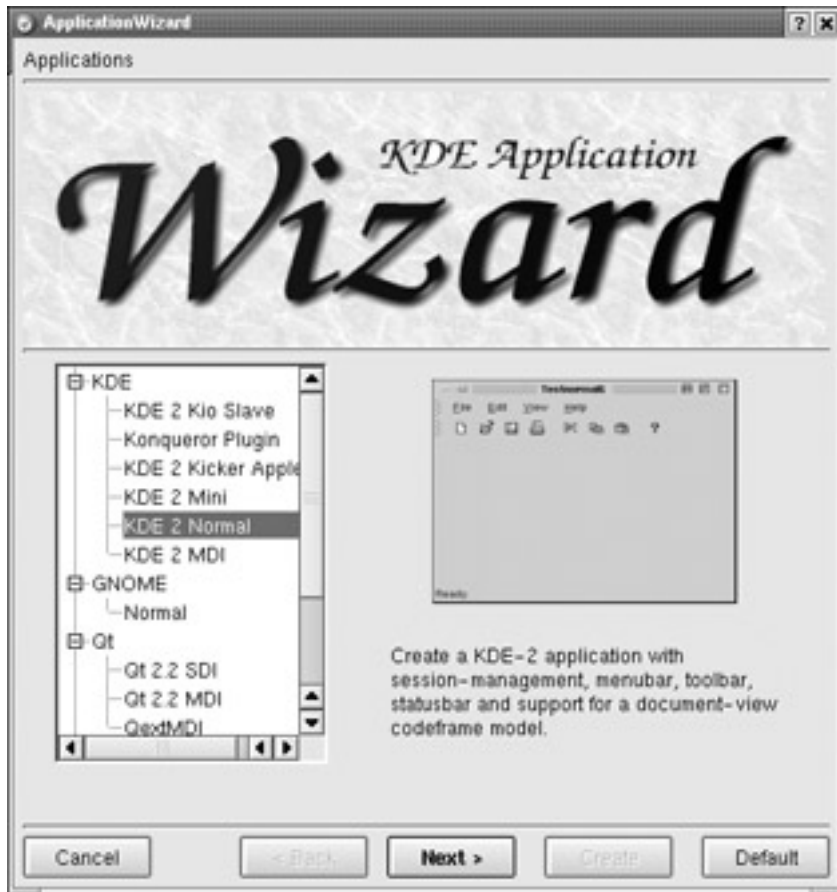 ApplicationWizard
Applications
KDE Application
Wizard
KDE
KDE 2 Kio Slave
Konqueror Plugin
KDE 2 Kicker Apple
KDE 2 Mini
KDE 2 Normal
KDE 2 MDI
GNOME
Normal
Qt
Qt 2.2 SDI
Qt 2.2 MDI
QextMDI
File Edit View Help
Ready.
Create a KDE-2 application with
session-management, menubar, toolbar,
statusbar and support for a document-view
codeframe model.
Cancel
< Back
Next >
Create
Default